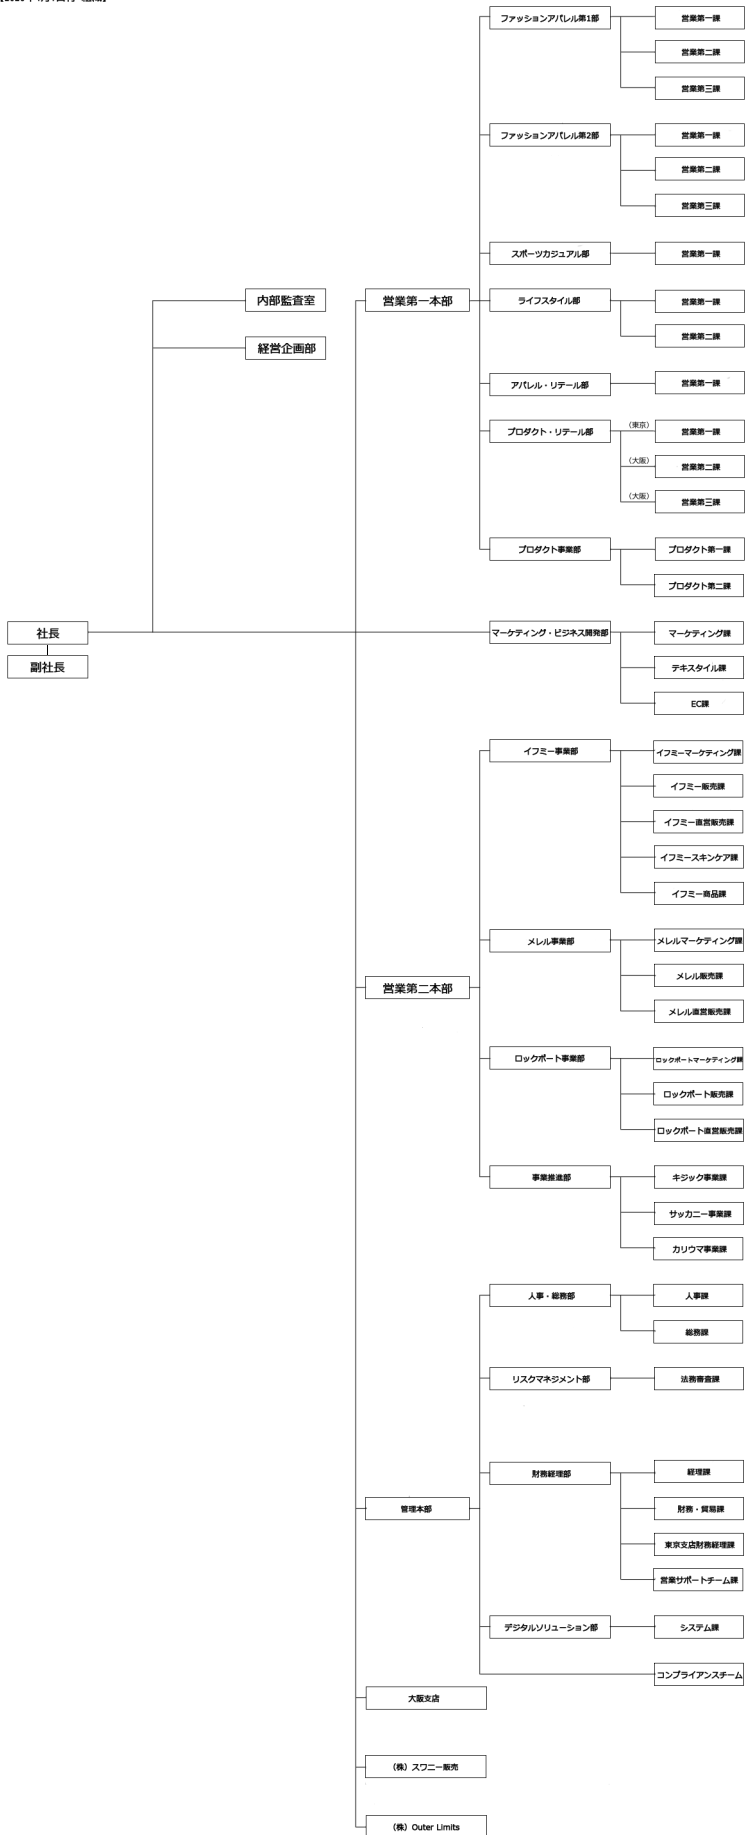 ファッションアパレル第1部
営業第一課
営業第二課
営業第三課
ファッションアパレル第2部
営業第一課
営業第二課
営業第三課
スポーツカジュアル部
営業第一課
内部監査室
営業第一本部
ライフスタイル部
営業第一課
営業第二課
経営企画部
アパレル・リテール部
営業第一課
プロダクト・リテール部
(東京)
営業第一課
(大阪)
営業第二課
(大阪)
営業第三課
プロダクト事業部
プロダクト第一課
プロダクト第二課
社長
副社長
マーケティング・ビジネス開発部
マーケティング課
テキスタイル課
EC課
イフミー事業部
イフミーマーケティング課
イフミー販売課
イフミー直営販売課
イフミースキンケア課
イフミー商品課
営業第二本部
メレル事業部
メレルマーケティング課
メレル販売課
メレル直営販売課
ロックポート事業部
ロックポートマーケティング課
ロックポート販売課
ロックポート直営販売課
事業推進部
キジック事業課
サッカニー事業課
カリウマ事業課
人事・総務部
人事課
総務課
リスクマネジメント部
法務審査課
管理本部
財務経理部
経理課
財務・貿易課
東京支店財務経理課
営業サポートチーム課
デジタルソリューション部
システム課
コンプライアンスチーム
大阪支店
(株) スワニー販売
(株) Outer Limits